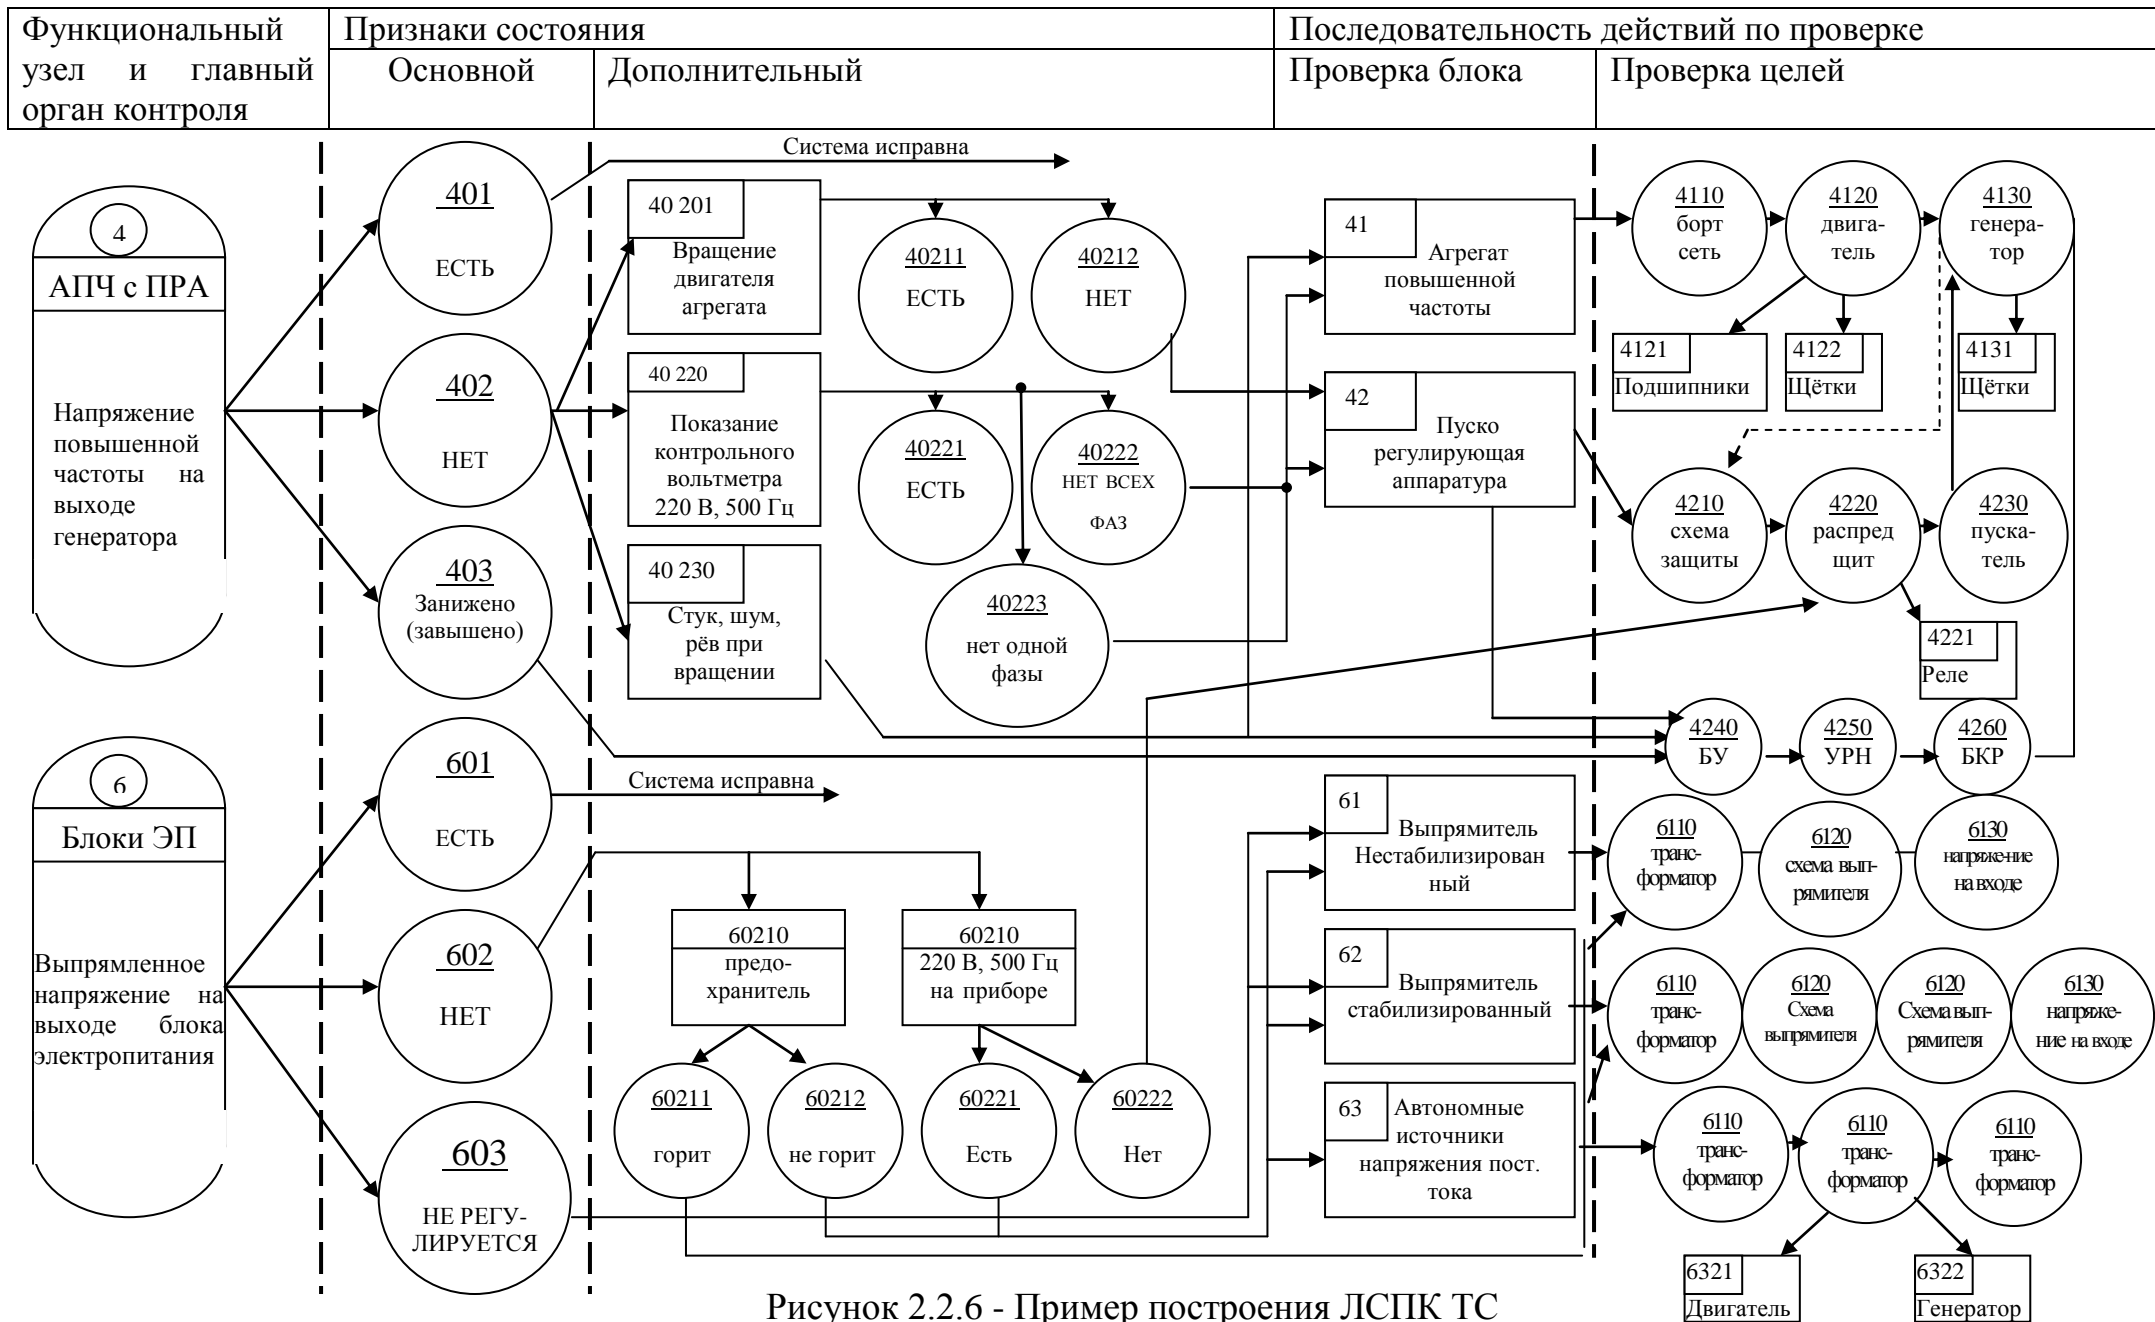 Функциональный
узел и главный
орган контроля
Признаки состояния
Последовательность действий по проверке
Основной
Дополнительный
Проверка блока
Проверка целей
4
АПЧ с ПРА
Напряжение
повышенной
частоты на
выходе
генератора
401
ЕСТЬ
402
НЕТ
403
Занижено
(завышено)
Система исправна
40 201
Вращение
двигателя
агрегата
40211
ЕСТЬ
40212
НЕТ
40 220
Показание
контрольного
вольтметра
220 В, 500 Гц
40221
ЕСТЬ
40222
НЕТ ВСЕХ
ФАЗ
40 230
Стук, шум,
рёв при
вращении
40223
нет одной
фазы
41
Агрегат
повышенной
частоты
42
Пуско
регулирующая
аппаратура
4110
борт
сеть
4120
двига-
тель
4130
генера-
тор
4121
Подшипники
4122
Щётки
4131
Щётки
4210
схема
защиты
4220
распред
щит
4230
пуска-
тель
4221
Реле
4240
БУ
4250
УРН
4260
БКР
6
Блоки ЭП
Выпрямленное
напряжение на
выходе блока
электропитания
601
ЕСТЬ
602
НЕТ
603
НЕ РЕГУ-
ЛИРУЕТСЯ
Система исправна
60210
предо-
хранитель
60210
220 В, 500 Гц
на приборе
60211
горит
60212
не горит
60221
Есть
60222
Нет
61
Выпрямитель
Нестабилизирован
ный
62
Выпрямитель
стабилизированный
63
Автономные
источники
напряжения пост.
тока
6110
транс-
форматор
6120
схема вып-
рямителя
6130
напряжение
на входе
6110
транс-
форматор
6120
Схема
выпрямителя
6120
Схема вып-
рямителя
6130
напряже-
ние на входе
6110
транс-
форматор
6110
транс-
форматор
6110
транс-
форматор
6321
Двигатель
6322
Генератор
Рисунок 2.2.6 - Пример построения ЛСПК ТС